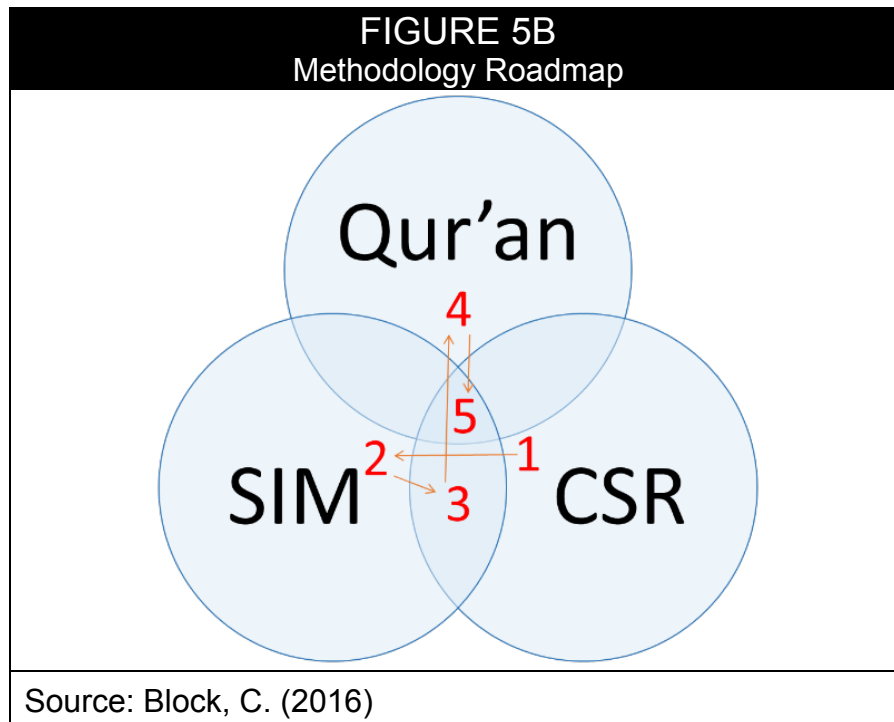 FIGURE 5B
Methodology Roadmap
Qur’an
4
5
2
1
SIM
3
CSR
Source: Block, C. (2016)